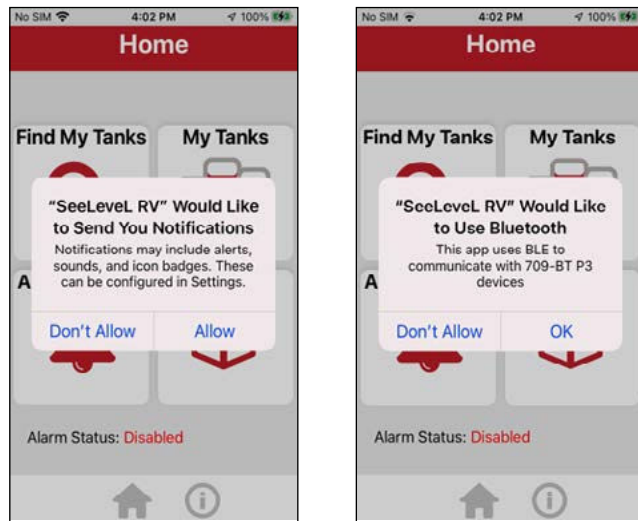 No SIM 4:02 PM 100%
Home
Find My Tanks My Tanks
"SeeLeveL RV" Would Like
to Send You Notifications
Notifications may include alerts,
sounds, and icon badges. These
can be configured in Settings.
A
Don't Allow Allow
Alarm Status: Disabled
No SIM 4:02 PM 100%
Home
Find My Tanks My Tanks
"SeeLeveL RV" Would Like
to Use Bluetooth
This app uses BLE to
communicate with 709-BT P3
devices
A
Don't Allow OK
Alarm Status: Disabled